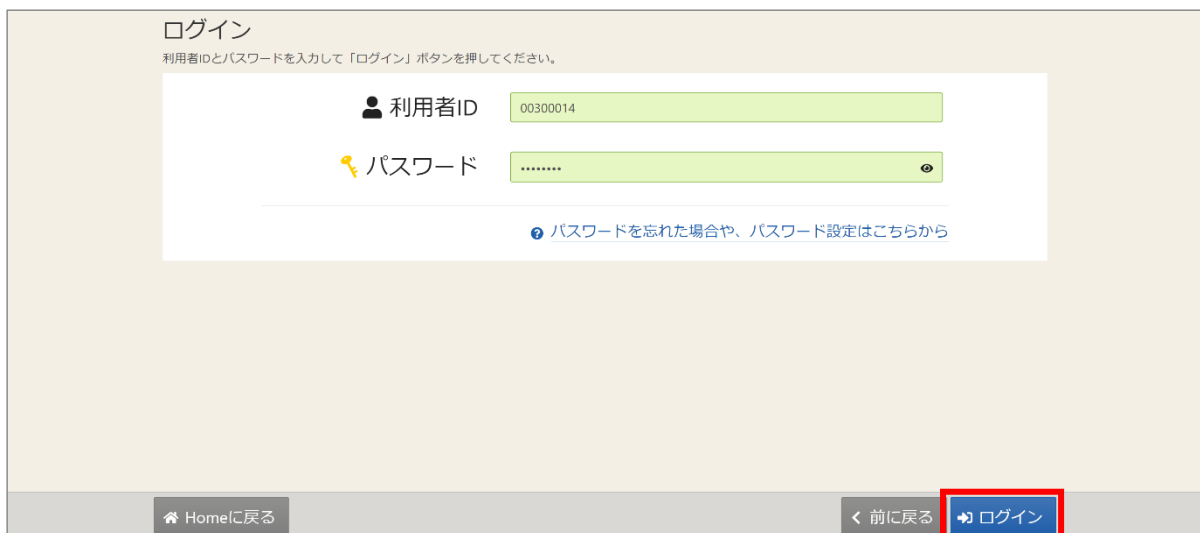 ログイン
利用者IDとパスワードを入力して「ログイン」ボタンを押してください。
利用者ID
00300014
パスワード
••••••••
パスワードを忘れた場合や、パスワード設定はこちらから
Homeに戻る
前に戻る
ログイン